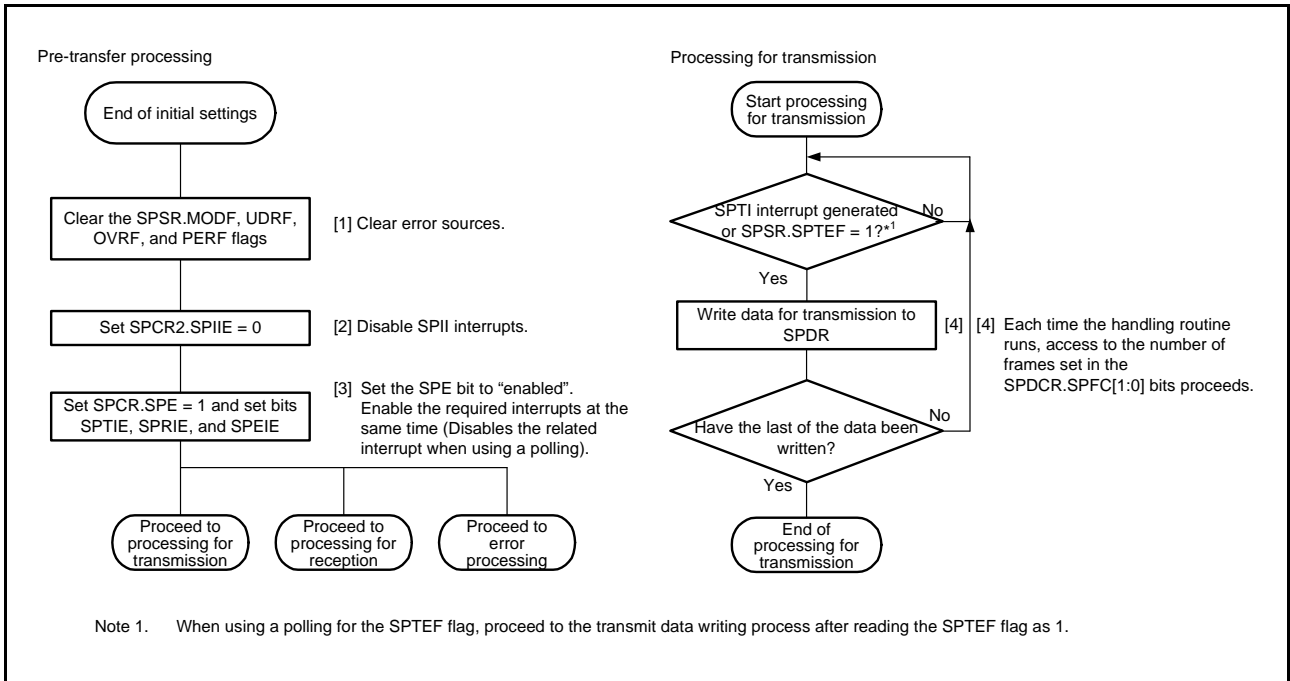 Pre-transfer processing
End of initial settings
Clear the SPSR.MODF, UDRF,
OVRF, and PERF flags
[1] Clear error sources.
Set SPCR2.SPIIE = 0
[2] Disable SPII interrupts.
Set SPCR.SPE = 1 and set bits
SPTIE, SPRIE, and SPEIE
[3] Set the SPE bit to “enabled”.
Enable the required interrupts at the
same time (Disables the related
interrupt when using a polling).
Proceed to
processing for
transmission
Proceed to
processing for
reception
Proceed to
error
processing
Processing for transmission
Start processing
for transmission
SPTI interrupt generated
or SPSR.SPTEF = 1?*1
No
Yes
Write data for transmission to
SPDR
[4]
[4] Each time the handling routine
runs, access to the number of
frames set in the
SPDCR.SPFC[1:0] bits proceeds.
Have the last of the data been
written?
No
Yes
End of
processing for
transmission
Note 1. When using a polling for the SPTEF flag, proceed to the transmit data writing process after reading the SPTEF flag as 1.